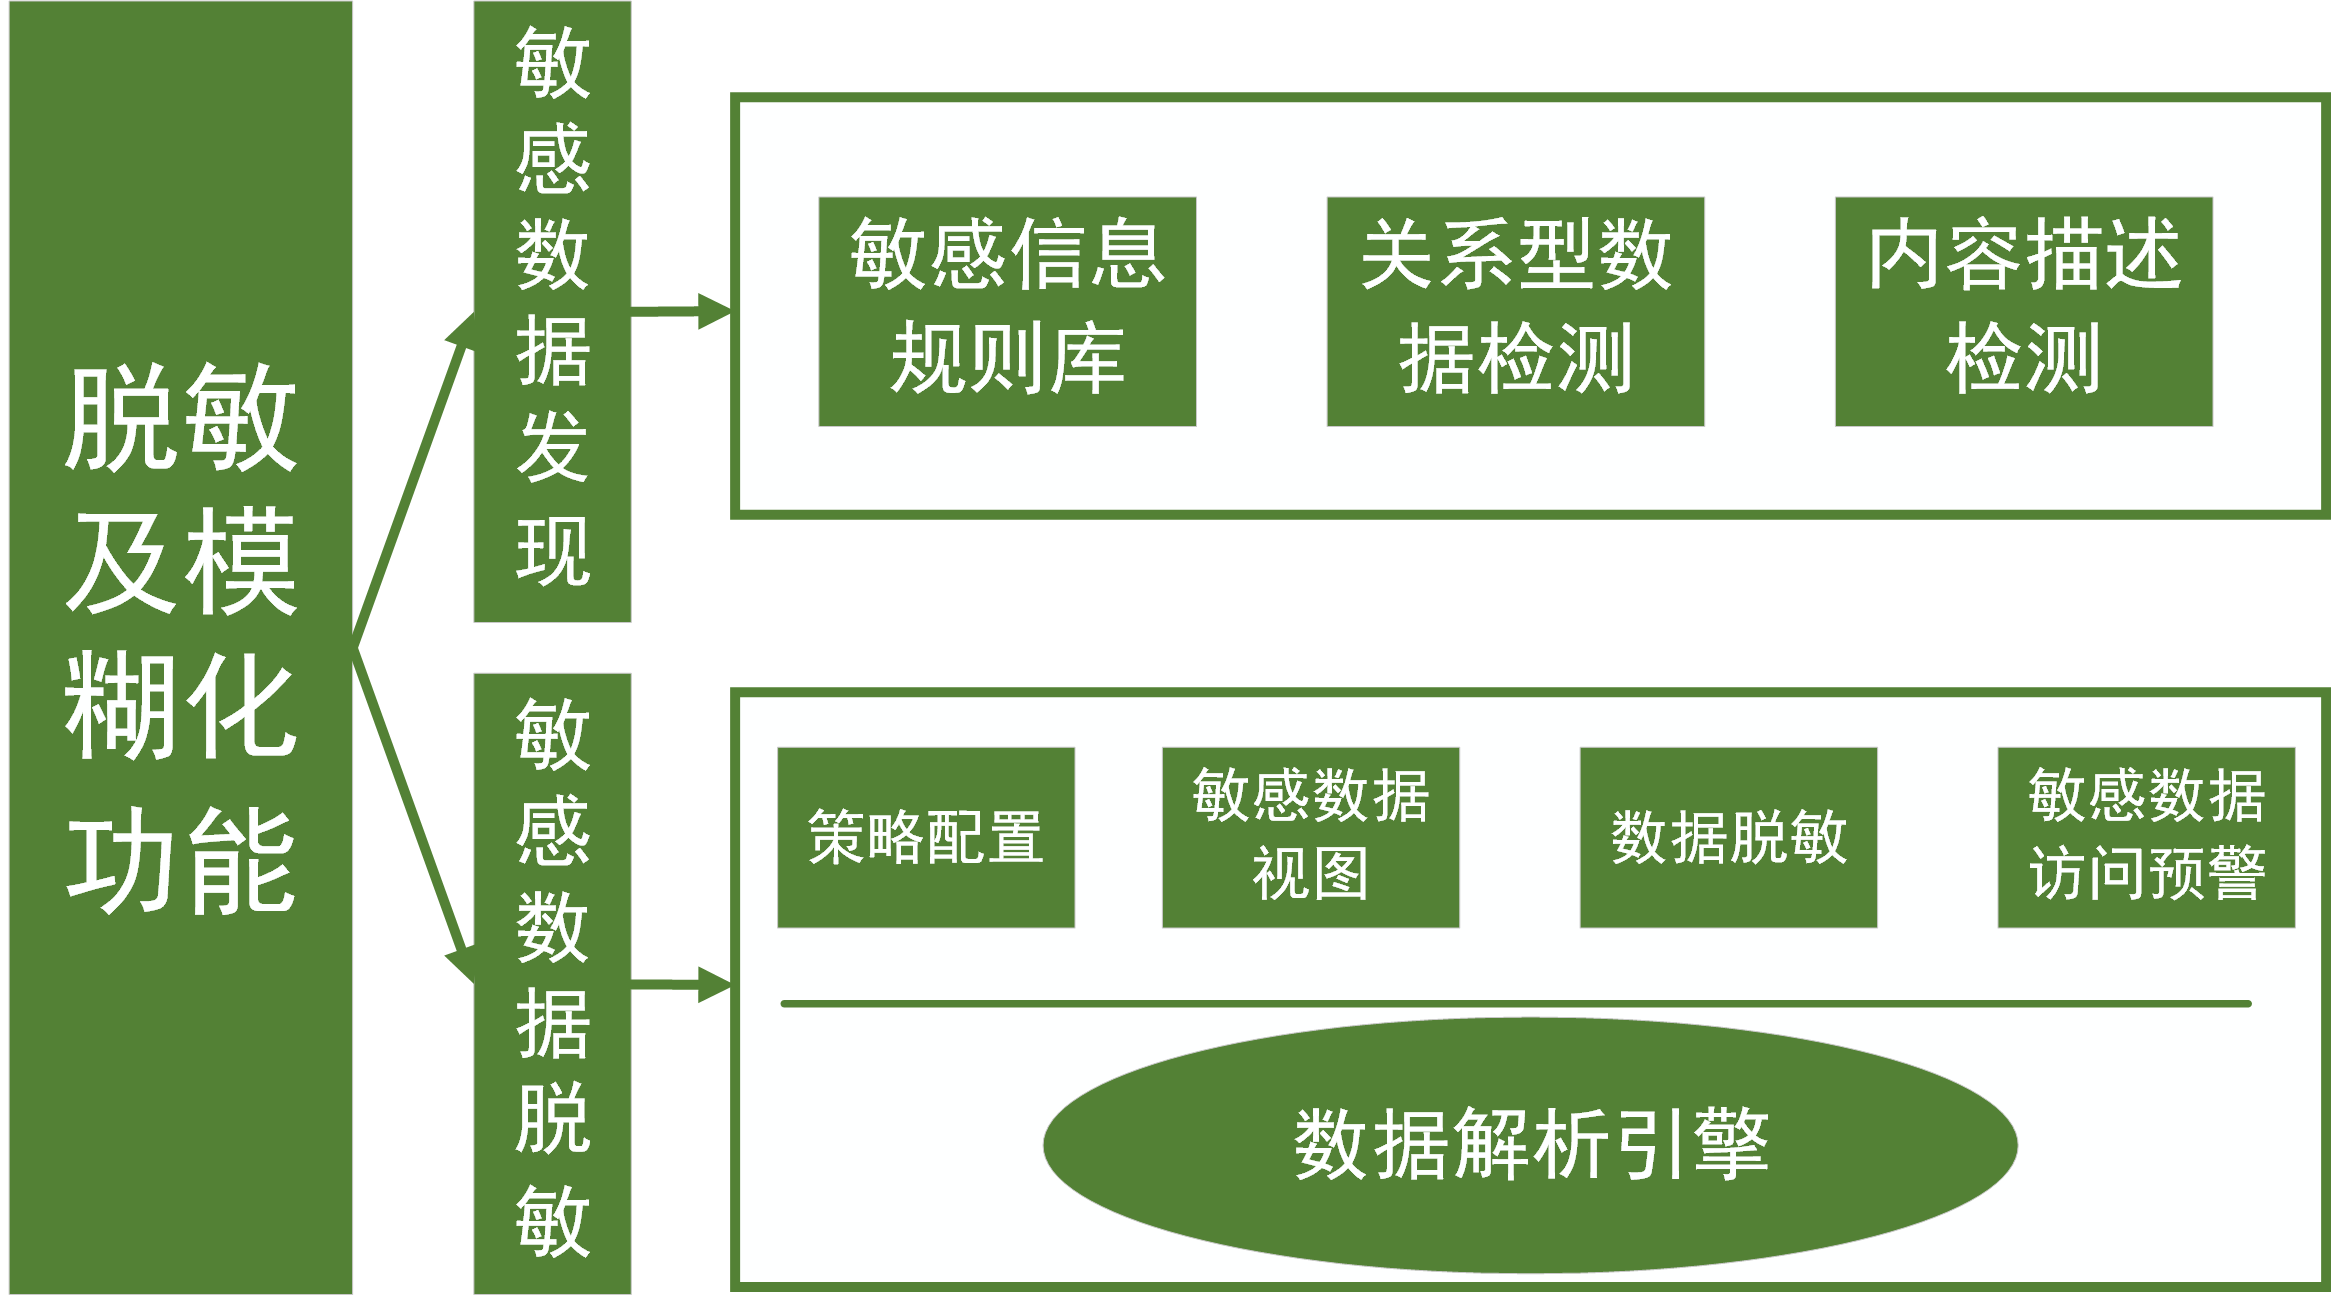 脱敏
及模
糊化
功能
敏
感
数
据
发
现
敏感信息
规则库
关系型数
据检测
内容描述
检测
敏
感
数
据
脱
敏
策略配置
敏感数据
视图
数据脱敏
敏感数据
访问预警
数据解析引擎